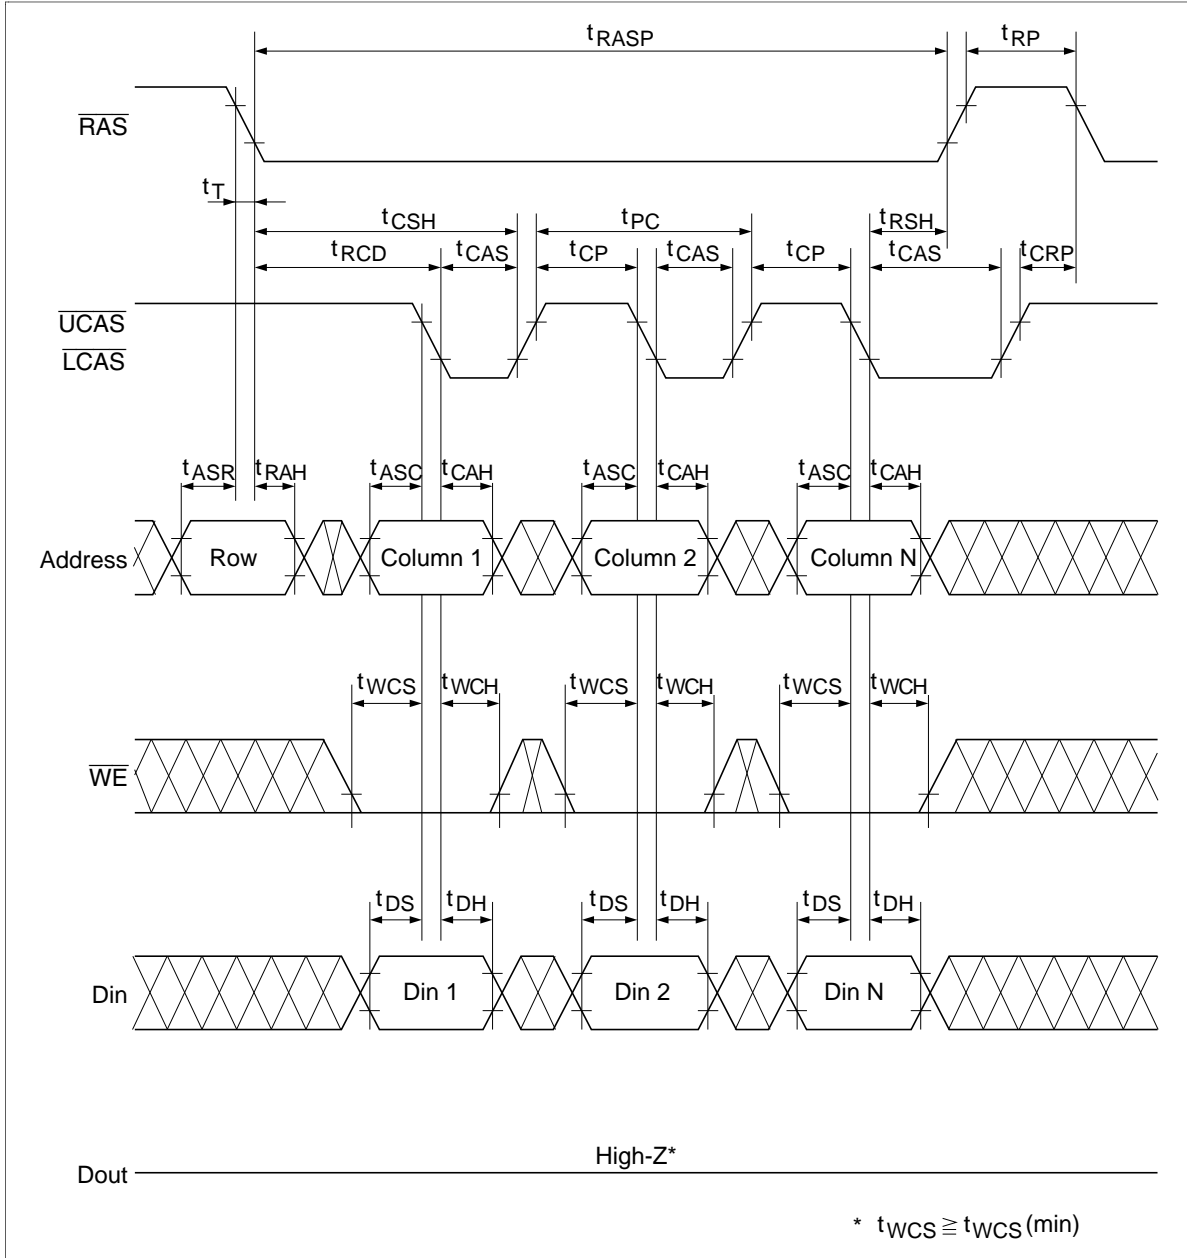 tRASP tRP
RAS
tT
tCSH tPC tRSH
tRCD tCAS tCP tCAS tCP tCAS tCRP
UCAS
LCAS
tASR tRAH tASC tCAH tASC tCAH tASC tCAH
Address Row Column 1 Column 2 Column N
tWCS tWCH tWCS tWCH tWCS tWCH
WE
tDS tDH tDS tDH tDS tDH
Din Din 1 Din 2 Din N
High-Z*
Dout
* tWCS ≧ tWCS(min)